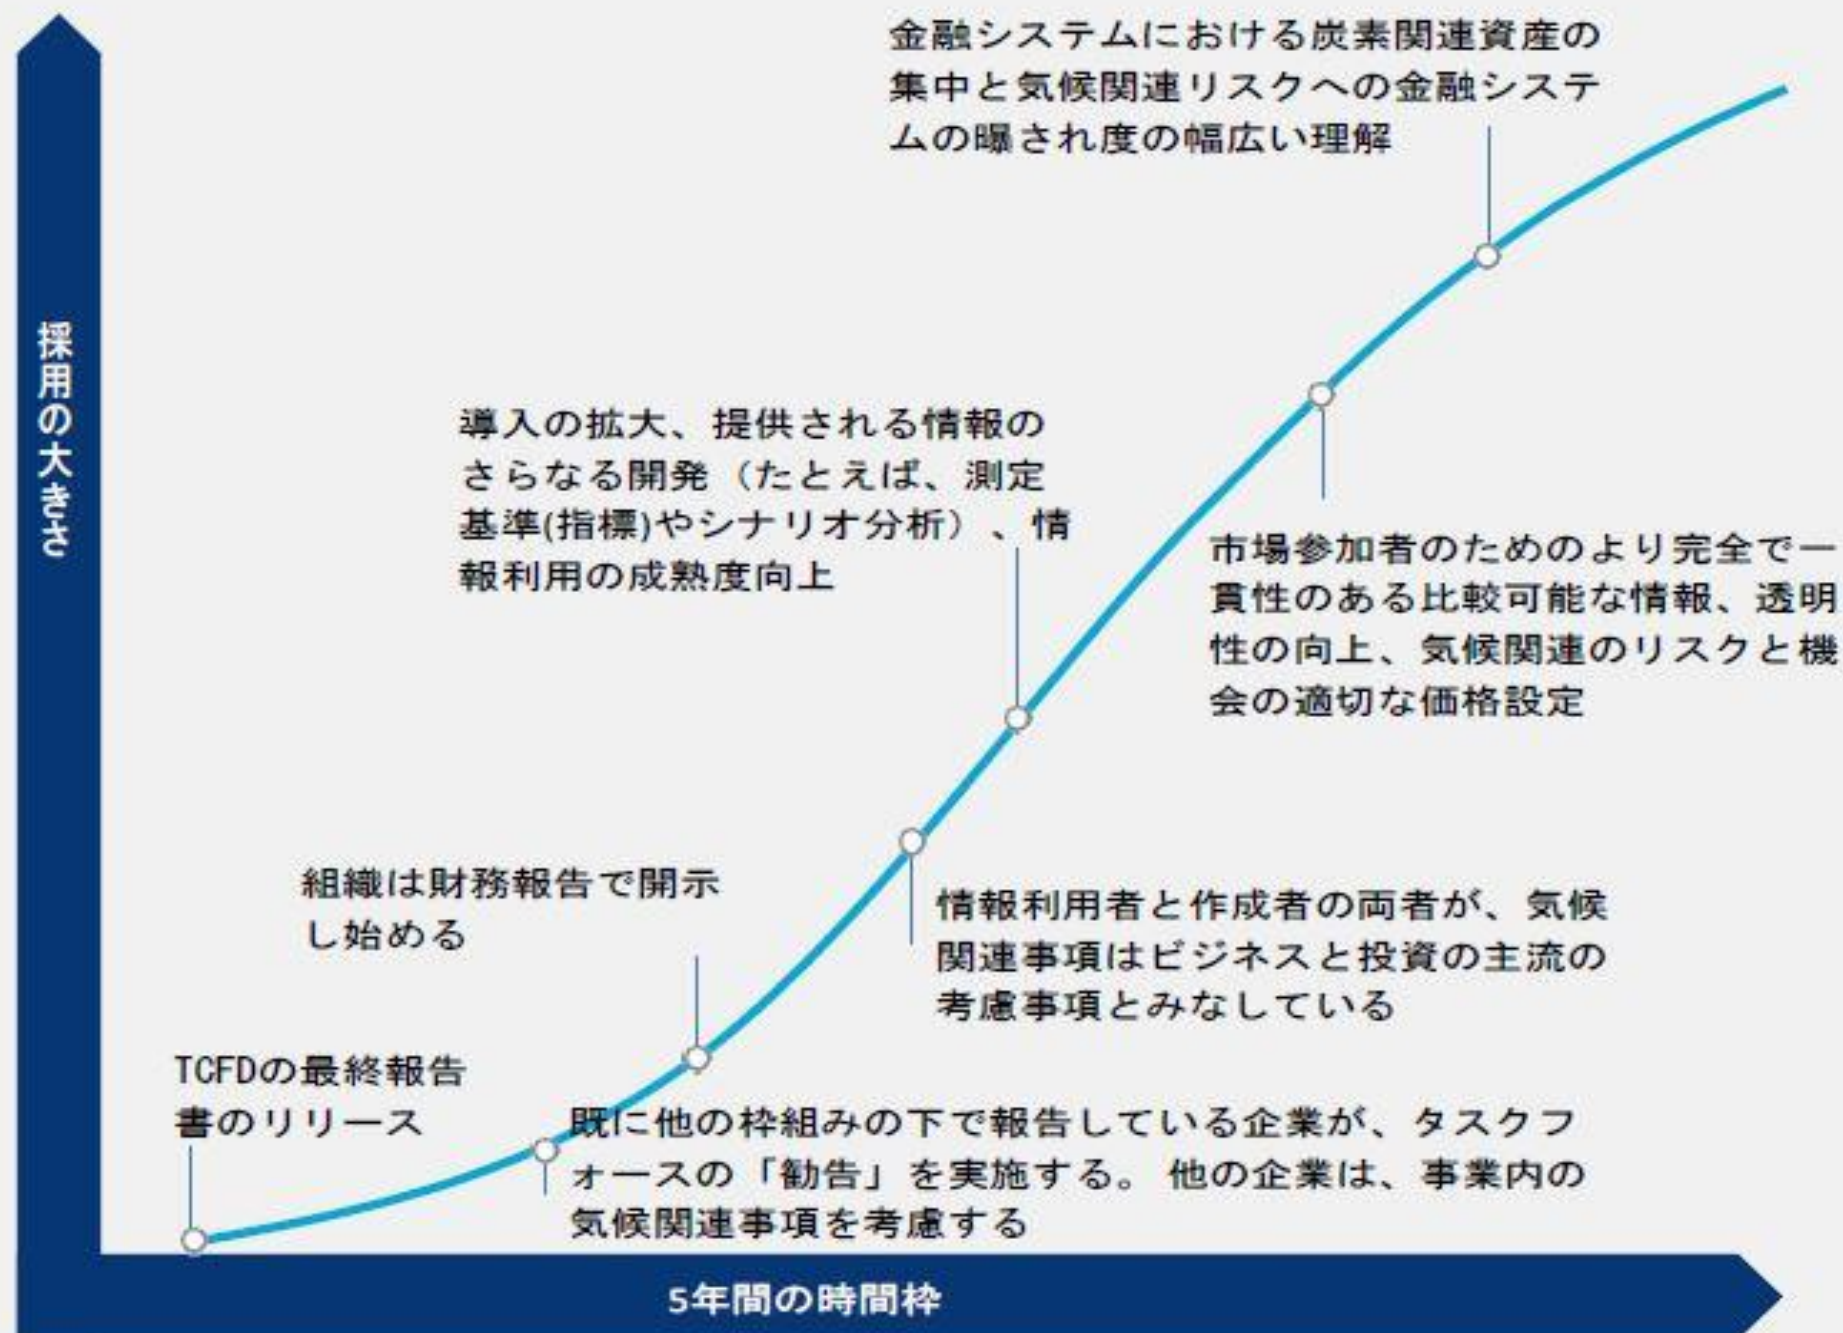 金融システムにおける炭素関連資産の
集中と気候関連リスクへの金融システ
ムの曝され度の幅広い理解
採用の大きさ
導入の拡大、提供される情報の
さらなる開発（たとえば、測定
基準(指標)やシナリオ分析）、情
報利用の成熟度向上
市場参加者のためのより完全で一
貫性のある比較可能な情報、透明
性の向上、気候関連のリスクと機
会の適切な価格設定
組織は財務報告で開示
し始める
情報利用者と作成者の両者が、気候
関連事項はビジネスと投資の主流の
考慮事項とみなしている
TCFDの最終報告
書のリリース
既に他の枠組みの下で報告している企業が、タスクフ
ォースの「勧告」を実施する。 他の企業は、事業内の
気候関連事項を考慮する
5年間の時間枠